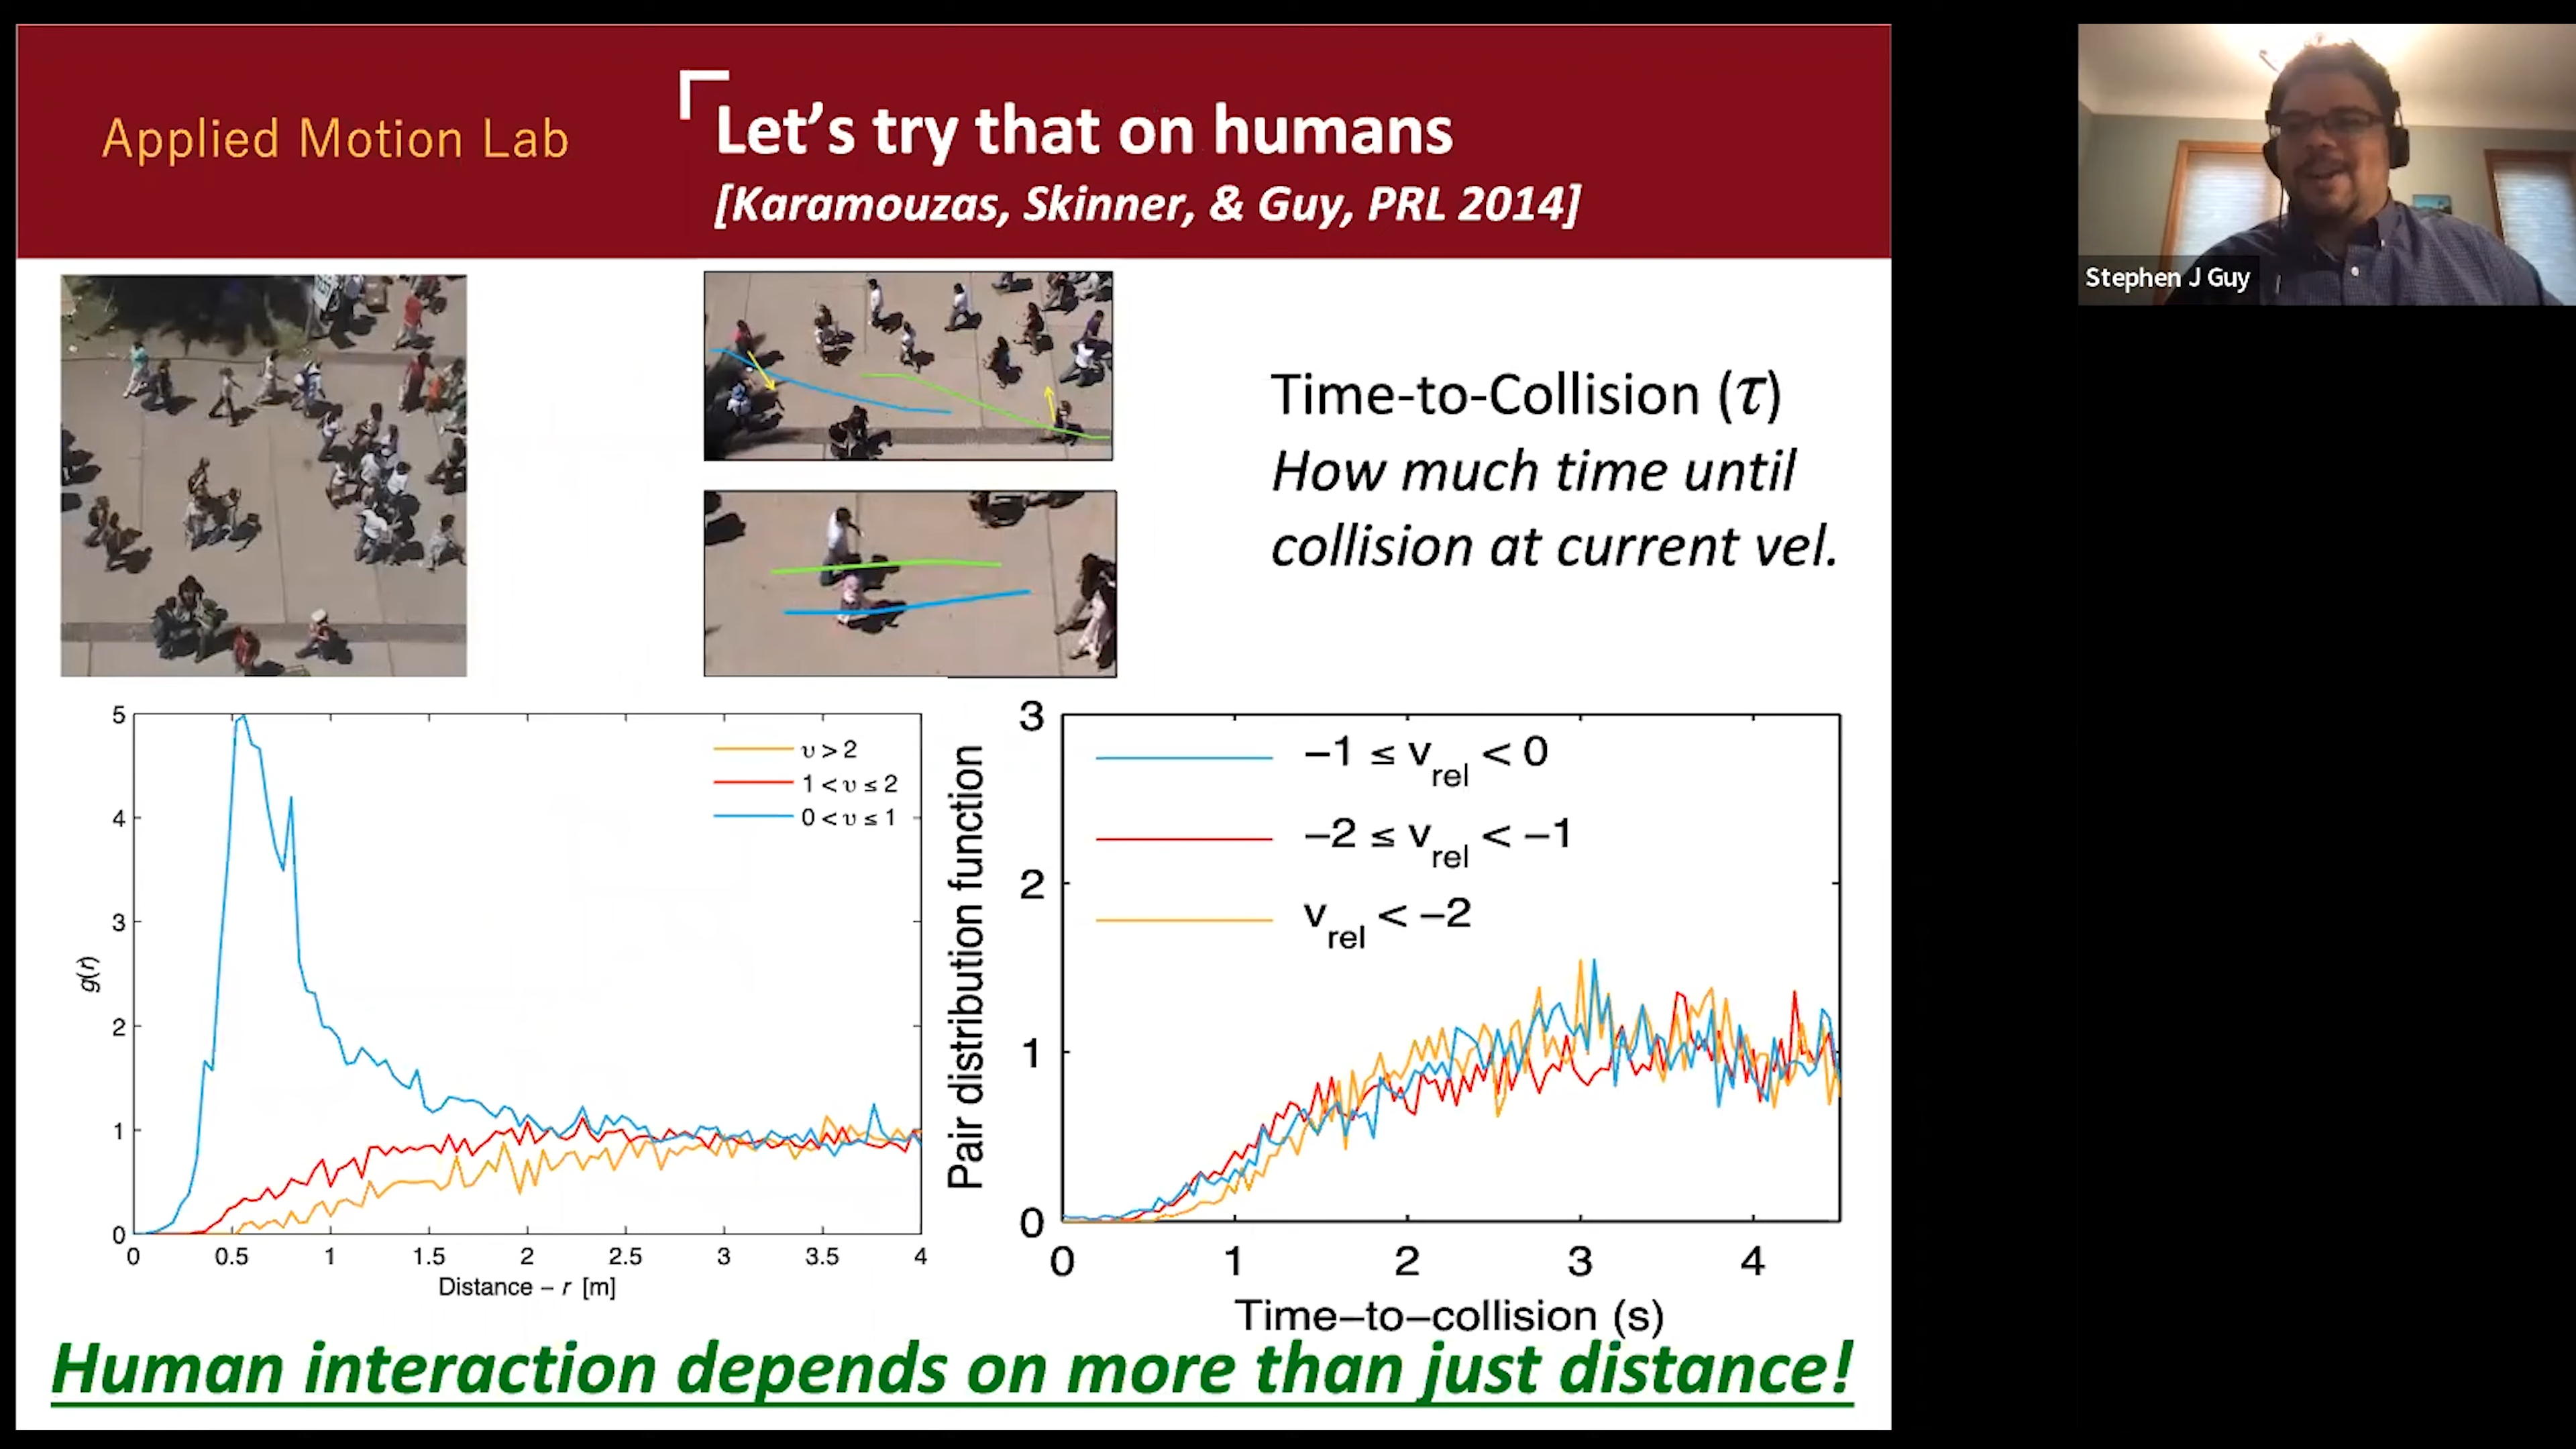 Applied Motion Lab
Let’s try that on humans
[Karamouzas, Skinner, & Guy, PRL 2014]
Stephen J Guy
Time-to-Collision (τ)
How much time until
collision at current vel.
5
4
3
2
1
0
g(r)
υ > 2
1 < υ ≤ 2
0 < υ ≤ 1
0 0.5 1 1.5 2 2.5 3 3.5 4
Distance – r [m]
Pair distribution function
3
2
1
0
−1 ≤ v_rel < 0
−2 ≤ v_rel < −1
v_rel < −2
0 1 2 3 4
Time−to−collision (s)
Human interaction depends on more than just distance!